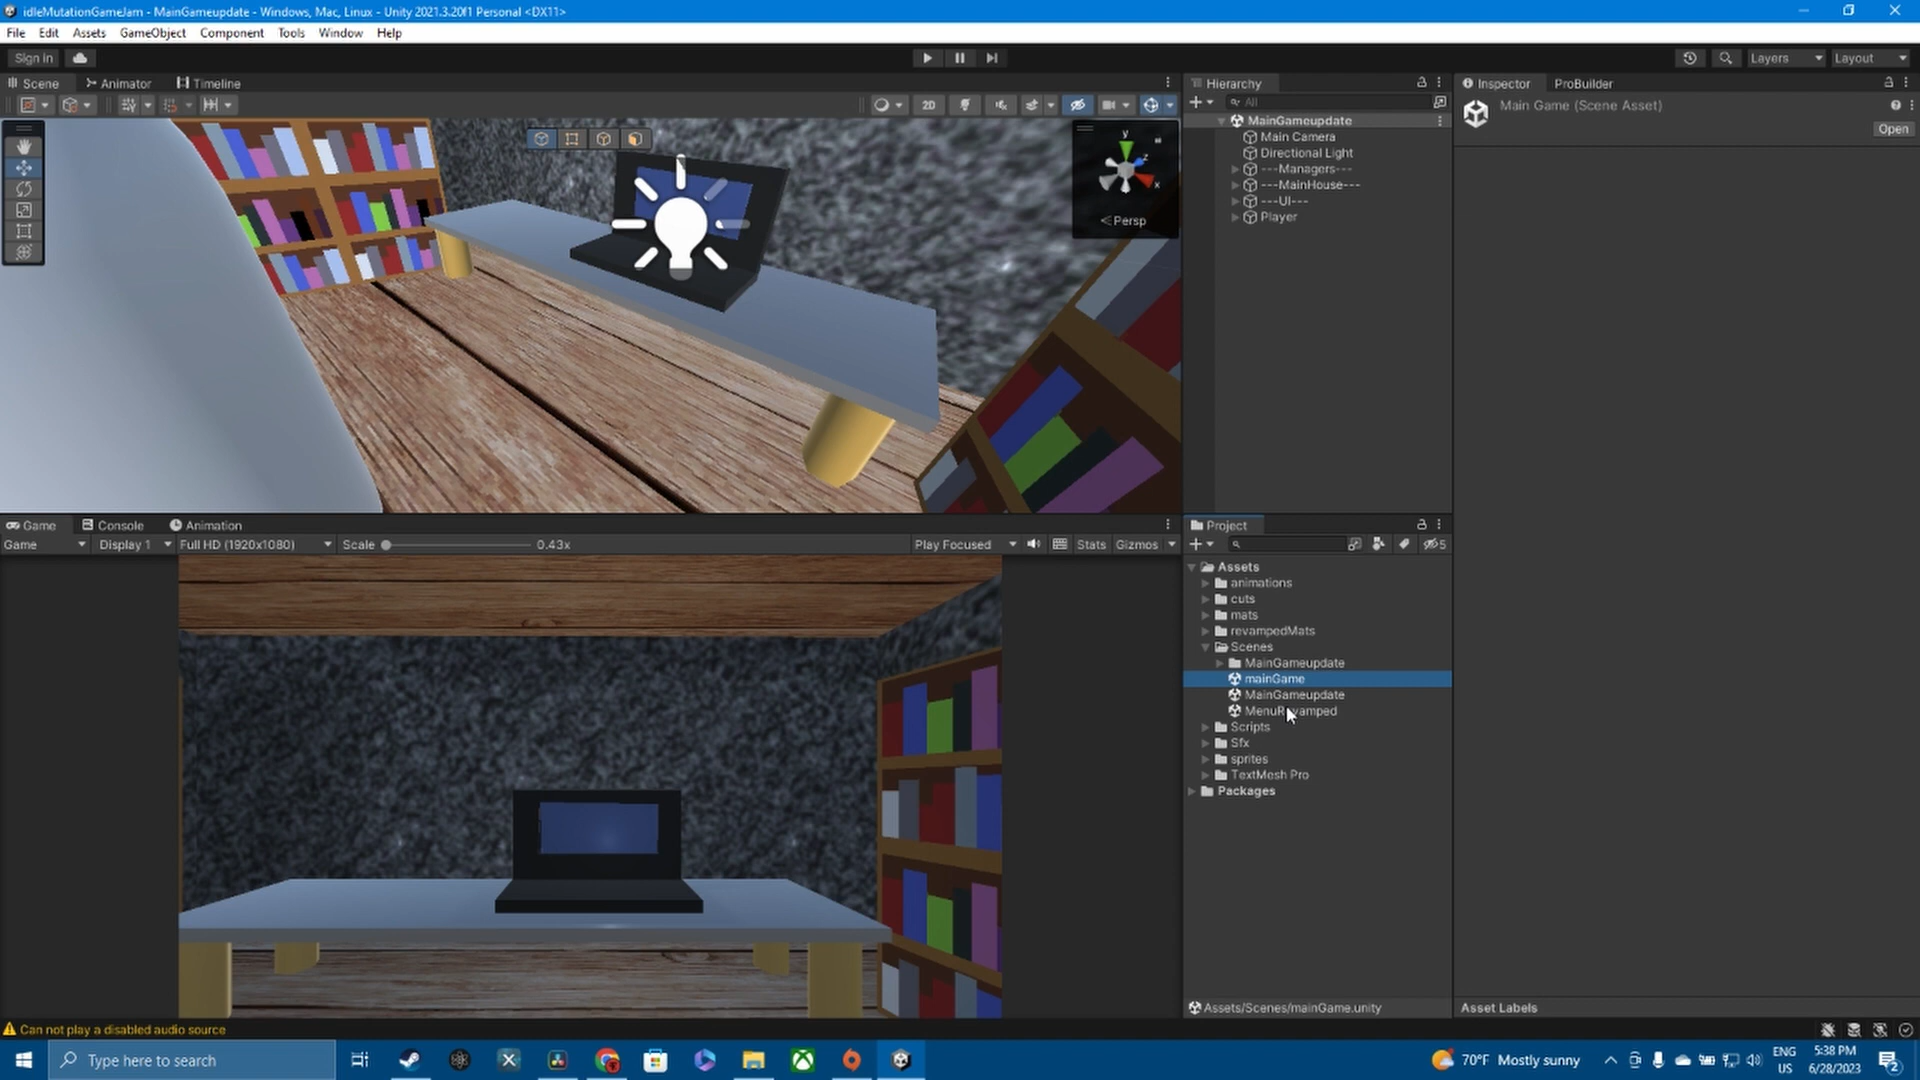 idleMutationGameJam - MainGameupdate - Windows, Mac, Linux - Unity 2021.3.20f1 Personal <DX11>
File Edit Assets GameObject Component Tools Window Help
Sign in
Layers Layout
Scene Animator Timeline
2D
y
z
x
Persp
Hierarchy
All
MainGameupdate
Main Camera
Directional Light
---Managers---
---MainHouse---
---UI---
Player
Inspector ProBuilder
Main Game (Scene Asset)
Open
Game Console Animation
Game Display 1 Full HD (1920x1080) Scale 0.43x Play Focused Stats Gizmos
Project
5
Assets
animations
cuts
mats
revampedMats
Scenes
MainGameupdate
mainGame
MainGameupdate
MenuRevamped
Scripts
Sfx
sprites
TextMesh Pro
Packages
Assets/Scenes/mainGame.unity
Asset Labels
Can not play a disabled audio source
Type here to search
70°F Mostly sunny
ENG
US
5:38 PM
6/28/2023
2